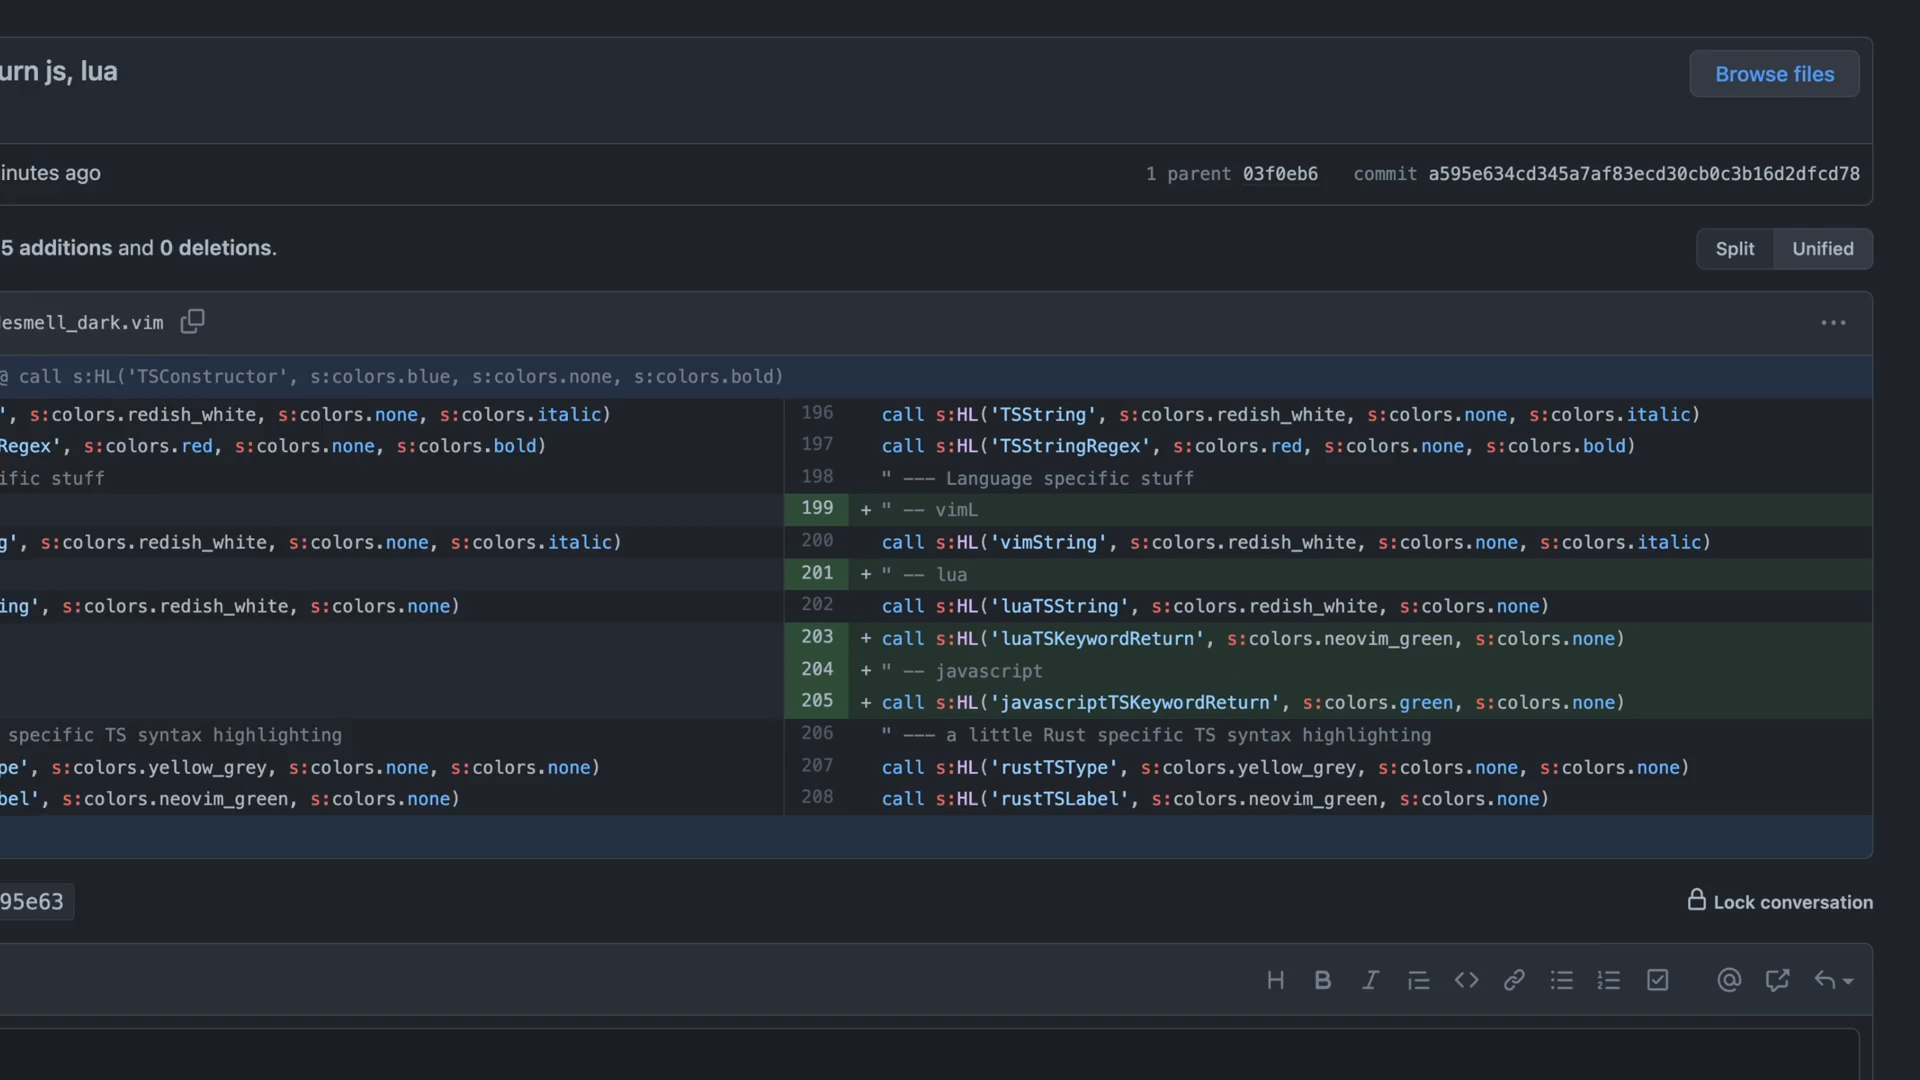 urn js, lua
Browse files
inutes ago
1 parent 03f0eb6 commit a595e634cd345a7af83ecd30cb0c3b16d2dfcd78
5 additions and 0 deletions.
Split Unified
esmell_dark.vim
@ call s:HL('TSConstructor', s:colors.blue, s:colors.none, s:colors.bold)
', s:colors.redish_white, s:colors.none, s:colors.italic)
196 call s:HL('TSString', s:colors.redish_white, s:colors.none, s:colors.italic)
Regex', s:colors.red, s:colors.none, s:colors.bold)
197 call s:HL('TSStringRegex', s:colors.red, s:colors.none, s:colors.bold)
ific stuff
198 " --- Language specific stuff
199 + " -- vimL
g', s:colors.redish_white, s:colors.none, s:colors.italic)
200 call s:HL('vimString', s:colors.redish_white, s:colors.none, s:colors.italic)
201 + " -- lua
ing', s:colors.redish_white, s:colors.none)
202 call s:HL('luaTSString', s:colors.redish_white, s:colors.none)
203 + call s:HL('luaTSKeywordReturn', s:colors.neovim_green, s:colors.none)
204 + " -- javascript
205 + call s:HL('javascriptTSKeywordReturn', s:colors.green, s:colors.none)
specific TS syntax highlighting
206 " --- a little Rust specific TS syntax highlighting
pe', s:colors.yellow_grey, s:colors.none, s:colors.none)
207 call s:HL('rustTSType', s:colors.yellow_grey, s:colors.none, s:colors.none)
bel', s:colors.neovim_green, s:colors.none)
208 call s:HL('rustTSLabel', s:colors.neovim_green, s:colors.none)
95e63
Lock conversation